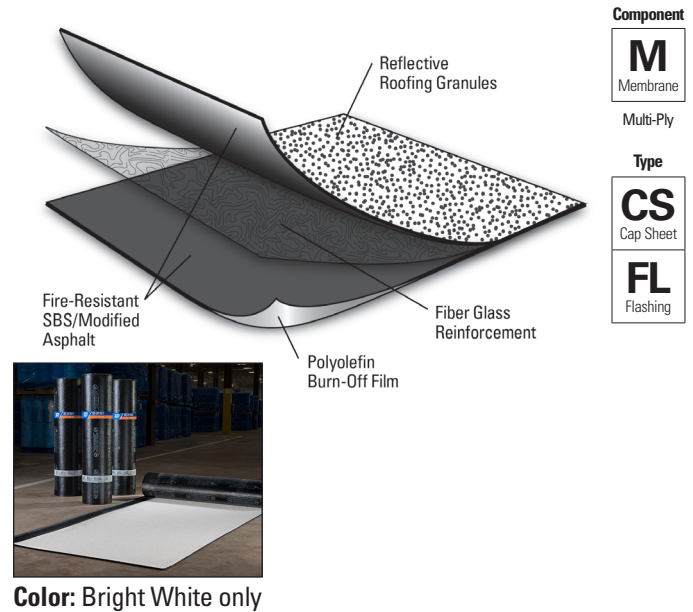 Component
M
Membrane
Multi-Ply
Type
CS
Cap Sheet
FL
Flashing
Reflective
Roofing Granules
Fire-Resistant
SBS/Modified
Asphalt
Fiber Glass
Reinforcement
Polyolefin
Burn-Off Film
Color: Bright White only